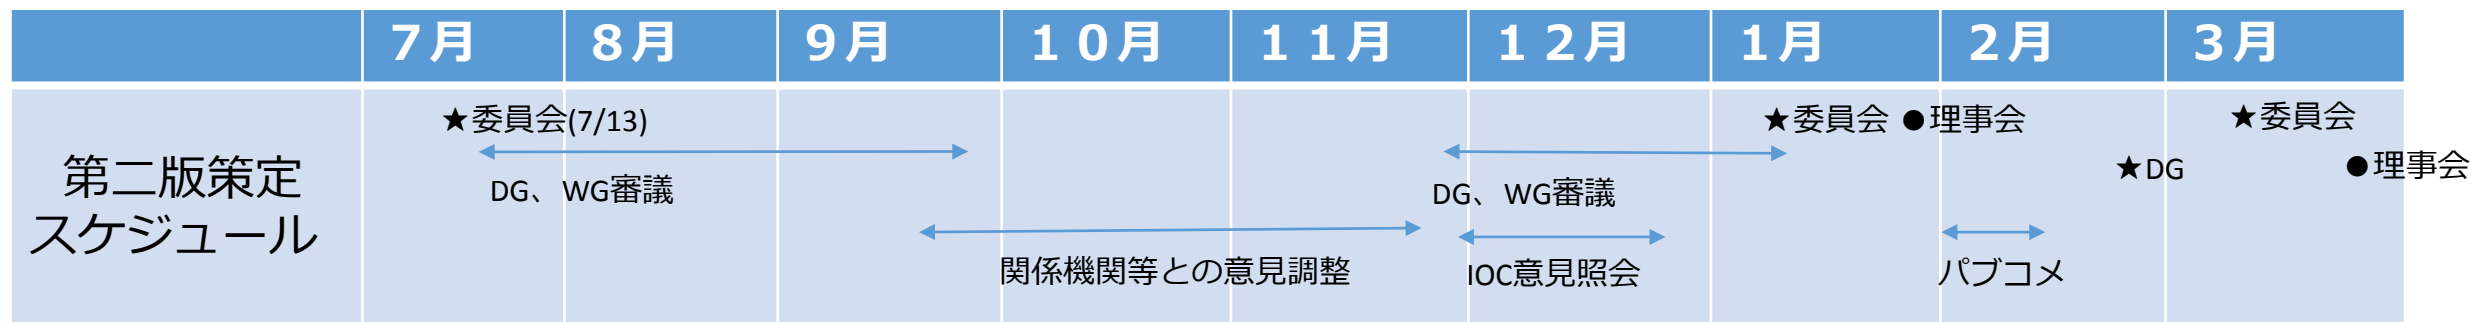 ７月 ８月 ９月 １０月 １１月 １２月 １月 ２月 ３月
第二版策定
スケジュール
★委員会(7/13)
DG、WG審議
関係機関等との意見調整
DG、WG審議
IOC意見照会
★委員会 ●理事会
パブコメ
★DG
★委員会
●理事会